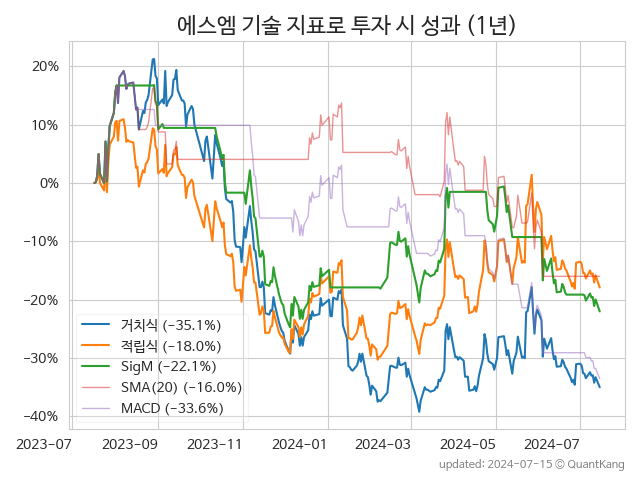 에스엠 기술 지표로 투자 시 성과 (1년)
20%
10%
0%
−10%
−20%
−30%
−40%
거치식 (−35.1%)
적립식 (−18.0%)
SigM (−22.1%)
SMA(20) (−16.0%)
MACD (−33.6%)
2023-07
2023-09
2023-11
2024-01
2024-03
2024-05
2024-07
updated: 2024-07-15 © QuantKang